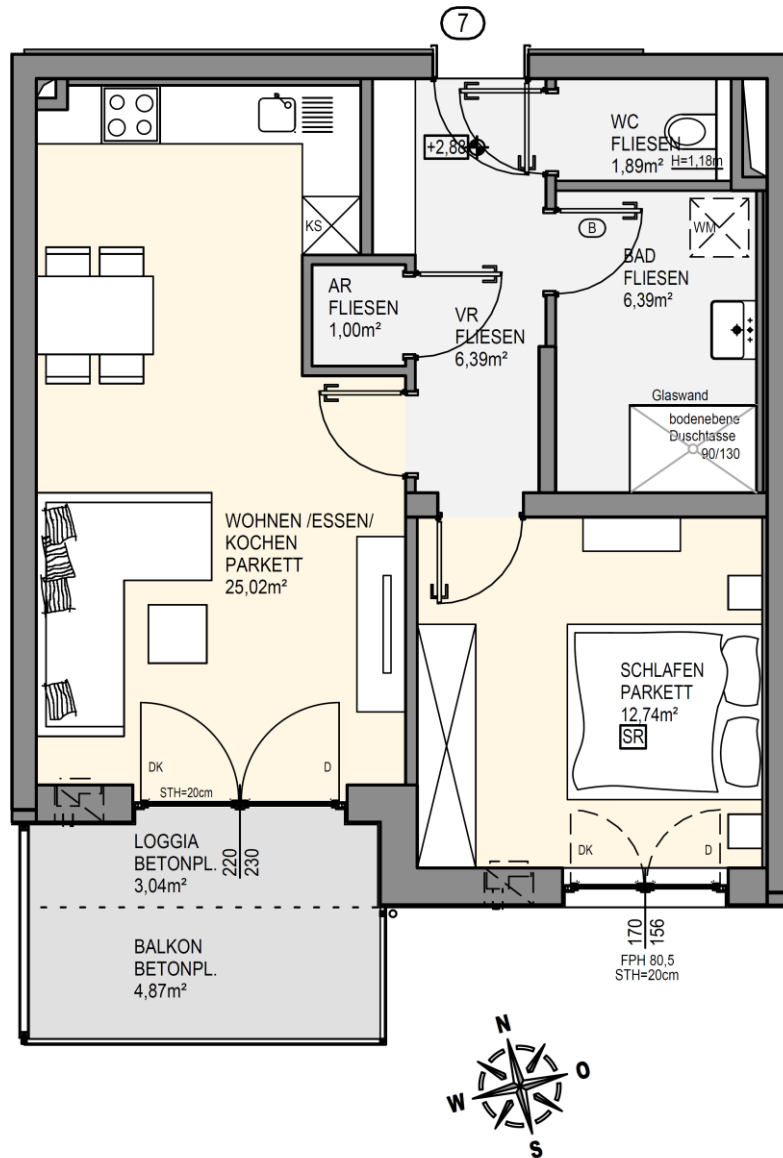 7
WC
FLIESEN
1,89m²
H=1,18m
+2,88
KS
B
WM
BAD
FLIESEN
6,39m²
AR
FLIESEN
1,00m²
VR
FLIESEN
6,39m²
Glaswand
bodenebene
Duschtasse
90/130
WOHNEN /ESSEN/
KOCHEN
PARKETT
25,02m²
SCHLAFEN
PARKETT
12,74m²
SR
DK
D
STH=20cm
LOGGIA
BETONPL.
3,04m²
220
230
DK
D
BALKON
BETONPL.
4,87m²
170
156
FPH 80,5
STH=20cm
N
O
W
S